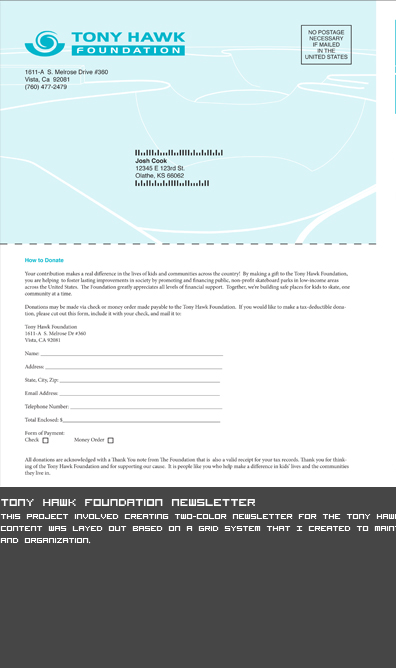 TONY HAWK
FOUNDATION
NO POSTAGE
NECESSARY
IF MAILED
IN THE
UNITED STATES
1611-A S. Melrose Drive #360
Vista, Ca 92081
(760) 477-2479
Josh Cook
12345 E 123rd St.
Olathe, KS 66062
How to Donate
Your contribution makes a real difference in the lives of kids and communities across the country! By making a gift to the Tony Hawk Foundation,
you are helping to foster lasting improvements in society by promoting and financing public, non-profit skateboard parks in low-income areas
across the United States. The Foundation greatly appreciates all levels of financial support. Together, we're building safe places for kids to skate, one
community at a time.
Donations may be made via check or money order made payable to the Tony Hawk Foundation. If you would like to make a tax-deductible dona-
tion, please cut out this form, include it with your check, and mail it to:
Tony Hawk Foundation
1611-A S. Melrose Dr #360
Vista, CA 92081
Name:
Address:
State, City, Zip:
Email Address:
Telephone Number:
Total Enclosed: $
Form of Payment:
Check Money Order
All donations are acknowledged with a Thank You note from The Foundation that is also a valid receipt for your tax records. Thank you for think-
ing of the Tony Hawk Foundation and for supporting our cause. It is people like you who help make a difference in kids' lives and the communities
they live in.
TONY HAWK FOUNDATION NEWSLETTER
THIS PROJECT INVOLVED CREATING TWO-COLOR NEWSLETTER FOR THE TONY
CONTENT WAS LAYED OUT BASED ON A GRID SYSTEM THAT I CREATED TO
AND ORGANIZATION.